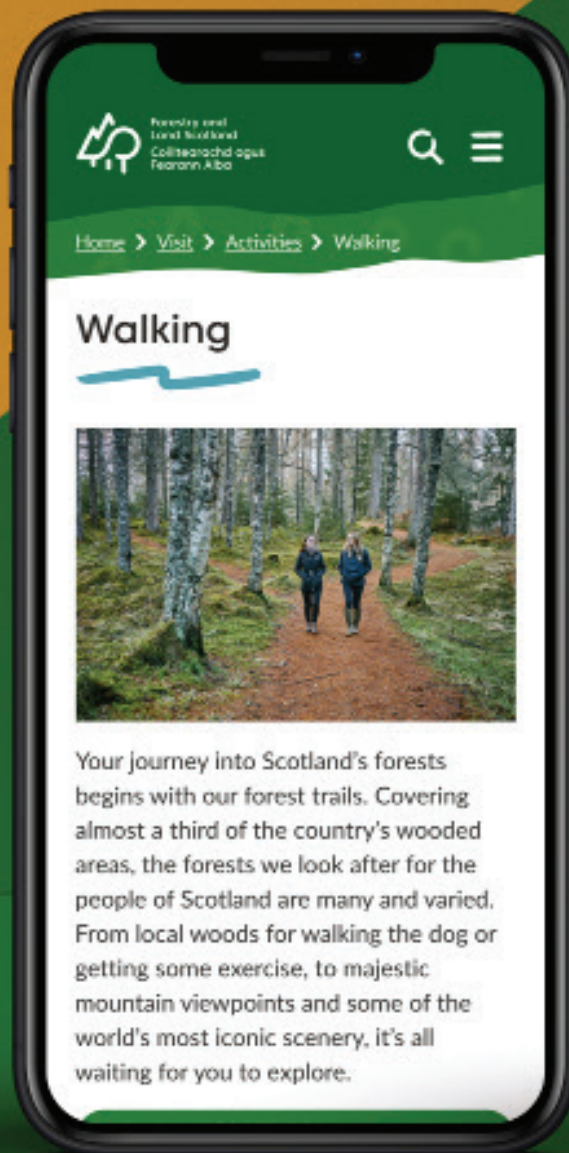 Forestry and
Land Scotland
Coilltearachd agus
Fearann Alba
Home > Visit > Activities > Walking
Walking
Your journey into Scotland’s forests
begins with our forest trails. Covering
almost a third of the country’s wooded
areas, the forests we look after for the
people of Scotland are many and varied.
From local woods for walking the dog or
getting some exercise, to majestic
mountain viewpoints and some of the
world’s most iconic scenery, it’s all
waiting for you to explore.